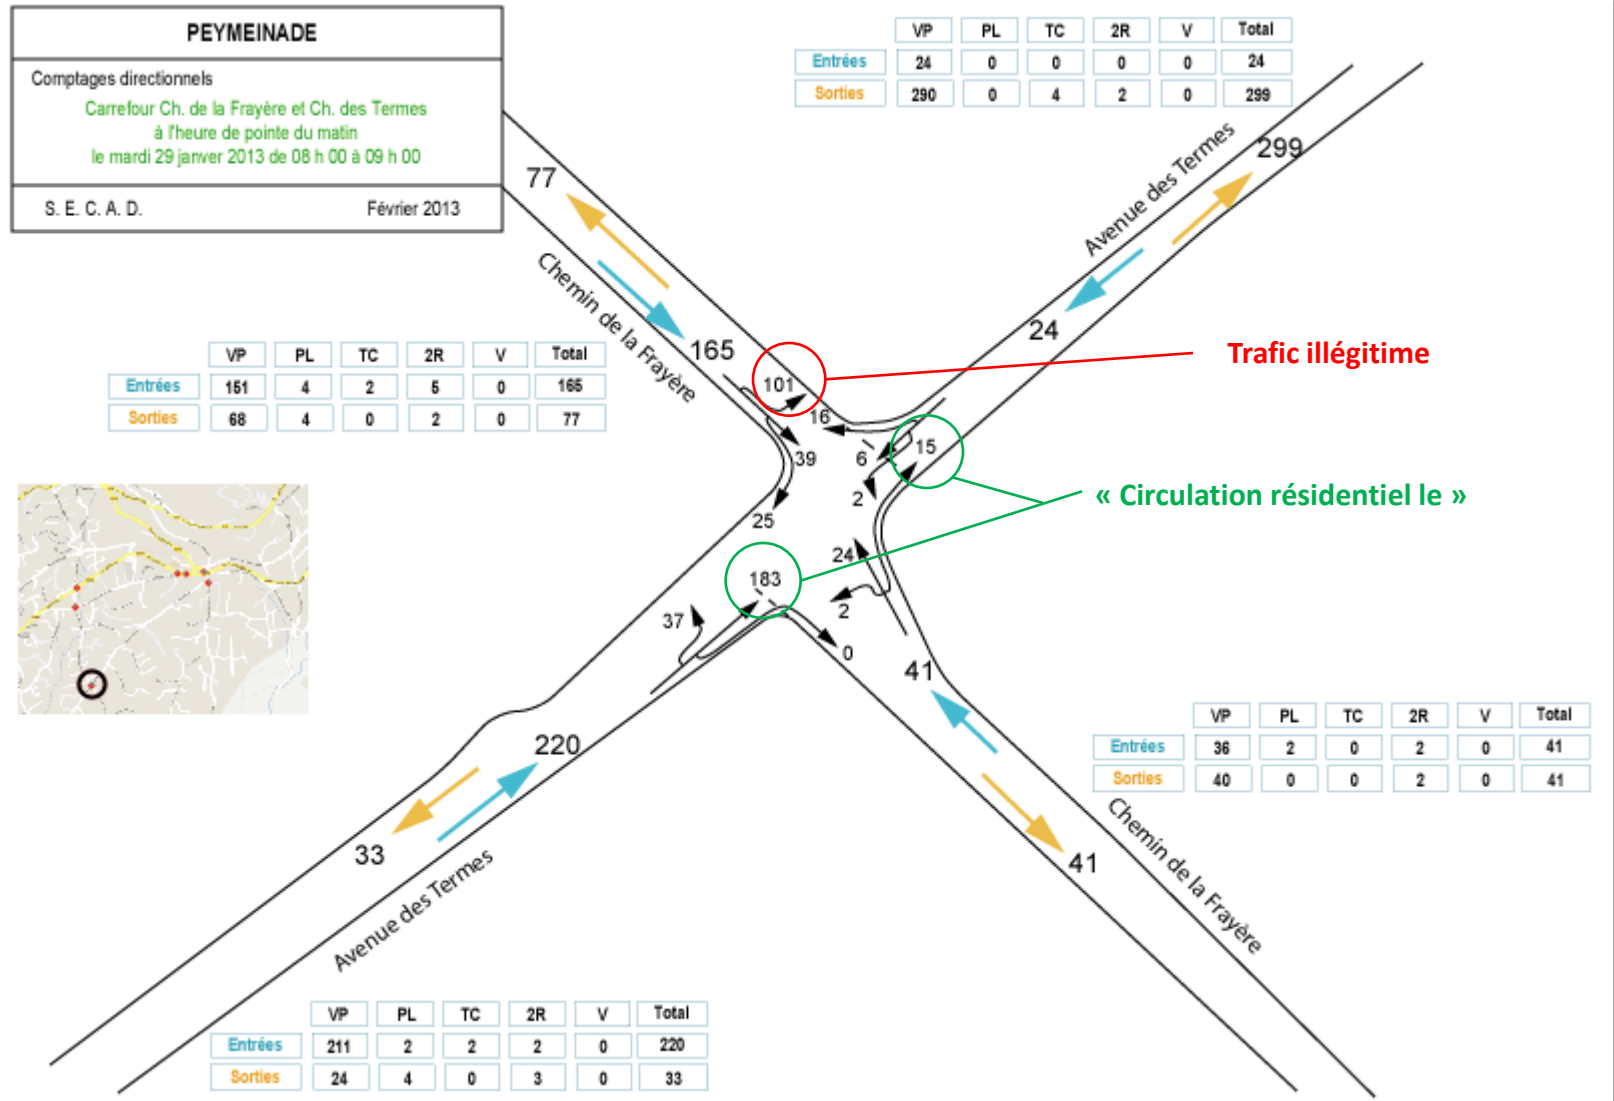 PEYMEINADE
Comptages directionnels
Carrefour Ch. de la Frayère et Ch. des Termes
à l'heure de pointe du matin
le mardi 29 janver 2013 de 08 h 00 à 09 h 00
S. E. C. A. D. Février 2013
VP PL TC 2R V Total
Entrées 24 0 0 0 0 24
Sorties 290 0 4 2 0 299
299
Avenue des Termes
24
77
Chemin de la Frayère
165
VP PL TC 2R V Total
Entrées 151 4 2 5 0 165
Sorties 68 4 0 2 0 77
Trafic illégitime
101
16
39
6
15
2
25
« Circulation résidentiel le »
24
183
2
37
0
41
220
33
Avenue des Termes
VP PL TC 2R V Total
Entrées 36 2 0 2 0 41
Sorties 40 0 0 2 0 41
41
Chemin de la Frayère
VP PL TC 2R V Total
Entrées 211 2 2 2 0 220
Sorties 24 4 0 3 0 33